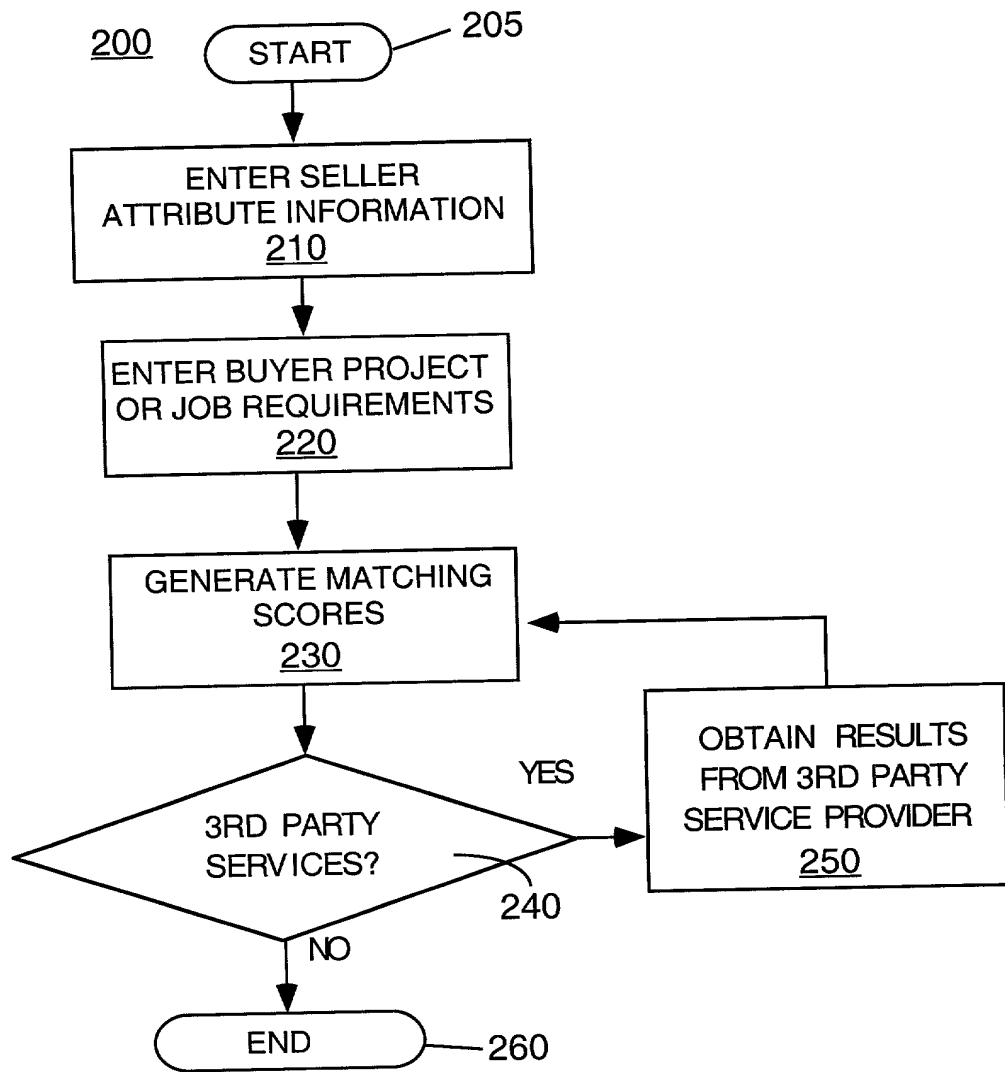 200
START
205
ENTER SELLER
ATTRIBUTE INFORMATION
210
ENTER BUYER PROJECT
OR JOB REQUIREMENTS
220
GENERATE MATCHING
SCORES
230
3RD PARTY
SERVICES?
240
YES
OBTAIN RESULTS
FROM 3RD PARTY
SERVICE PROVIDER
250
NO
END
260